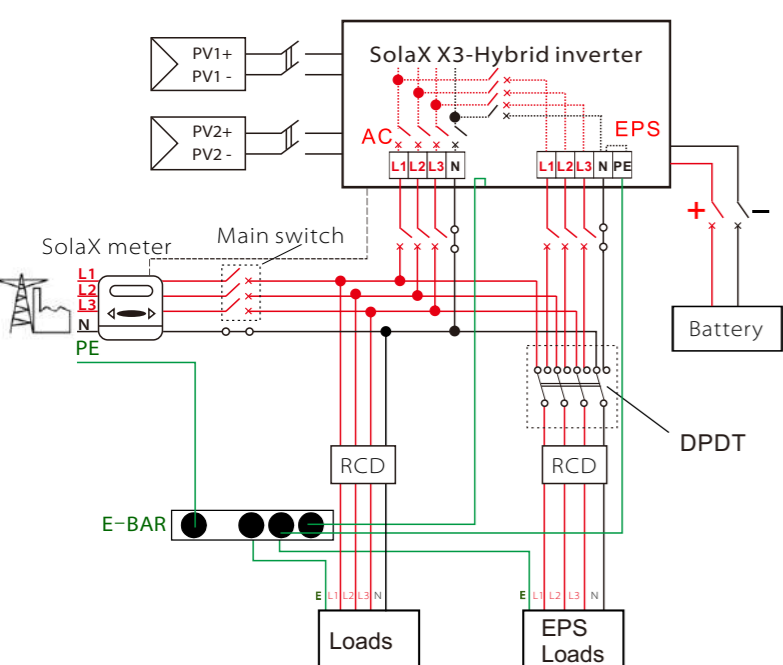 PV1+
PV1 -
PV2+
PV2 -
SolaX X3-Hybrid inverter
AC
EPS
L1 L2 L3 N
L1 L2 L3 N PE
+ −
SolaX meter
Main switch
L1
L2
L3
N
PE
Battery
DPDT
RCD
RCD
E-BAR
E L1 L2 L3 N
E L1 L2 L3 N
Loads
EPS
Loads